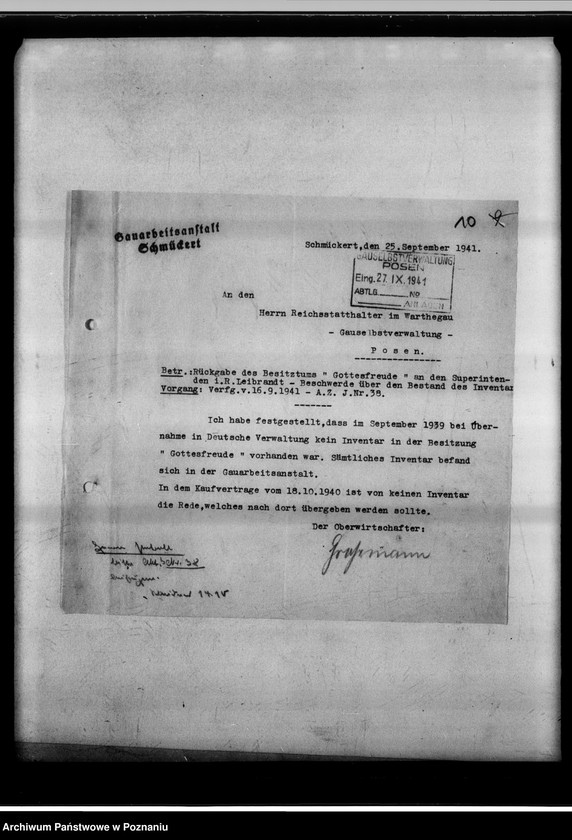 10
Gauarbeitsanstalt
Schmückert
Schmückert,den 25.September 1941.
GAUSELBSTVERWALTUNG
POSEN
Eing. 27. IX. 1941
ABTLG. NO
ANLAGEN
An den
Herrn Reichsstatthalter im Warthegau
- Gauselbstverwaltung -
P o s e n.
Betr.:Rückgabe des Besitztums " Gottesfreude " an den Superinten-
den i.R.Leibrandt - Beschwerde über den Bestand des Inventar
Vorgang: Verfg.v.16.9.1941 - A.Z. J.Nr.38.
Ich habe festgestellt,dass im September 1939 bei Über-
nahme in Deutsche Verwaltung kein Inventar in der Besitzung
" Gottesfreude " vorhanden war. Sämtliches Inventar befand
sich in der Gauarbeitsanstalt.
In dem Kaufvertrage vom 18.10.1940 ist von keinen Inventar
die Rede,welches nach dort übergeben werden sollte.
Der Oberwirtschafter:
38
Archiwum Państwowe w Poznaniu